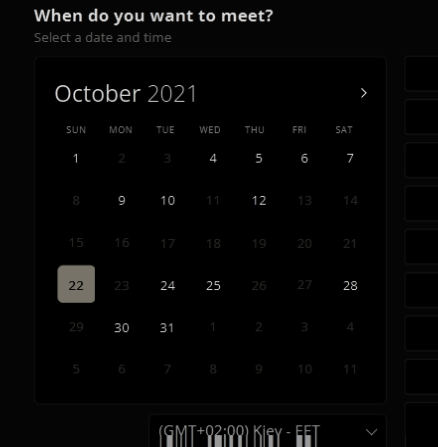 When do you want to meet?
Select a date and time
October 2021
SUN MON TUE WED THU FRI SAT
1 2 3 4 5 6 7
8 9 10 11 12 13 14
15 16 17 18 19 20 21
22 23 24 25 26 27 28
29 30 31 1 2 3 4
5 6 7 8 9 10 11
(GMT+02:00) Kiev - EET